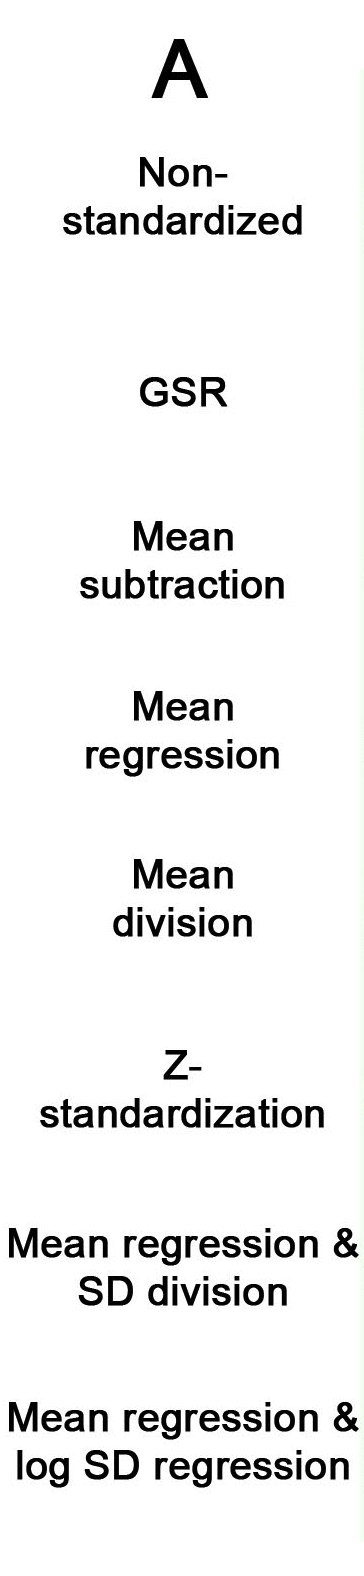 A
Non-
standardized
GSR
Mean
subtraction
Mean
regression
Mean
division
Z-
standardization
Mean regression &
SD division
Mean regression &
log SD regression